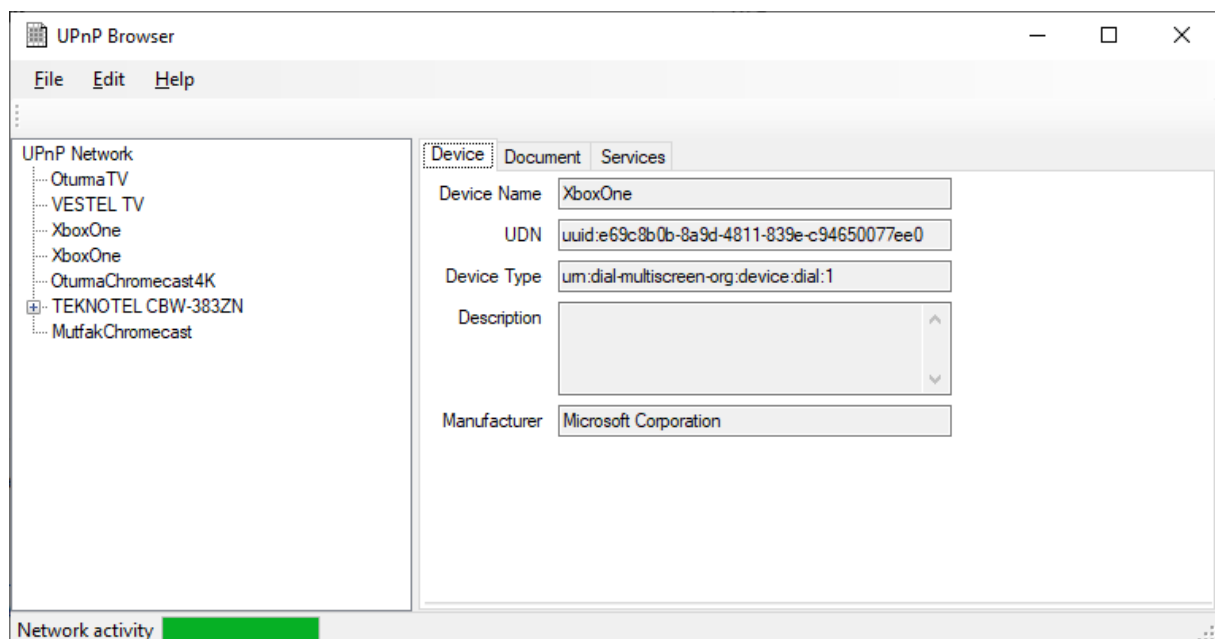 UPnP Browser
File Edit Help
UPnP Network
OturmaTV
VESTEL TV
XboxOne
XboxOne
OturmaChromecast4K
TEKNOTEL CBW-383ZN
MutfakChromecast
Device Document Services
Device Name XboxOne
UDN uuid:e69c8b0b-8a9d-4811-839e-c94650077ee0
Device Type urn:dial-multiscreen-org:device:dial:1
Description
Manufacturer Microsoft Corporation
Network activity